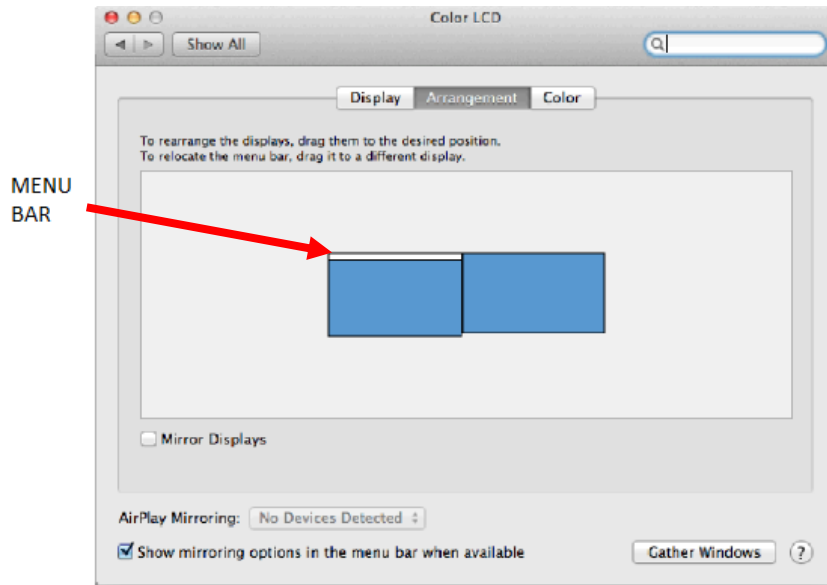 Color LCD
Show All
Display Arrangement Color
To rearrange the displays, drag them to the desired position.
To relocate the menu bar, drag it to a different display.
MENU
BAR
Mirror Displays
AirPlay Mirroring: No Devices Detected
Show mirroring options in the menu bar when available
Gather Windows ?